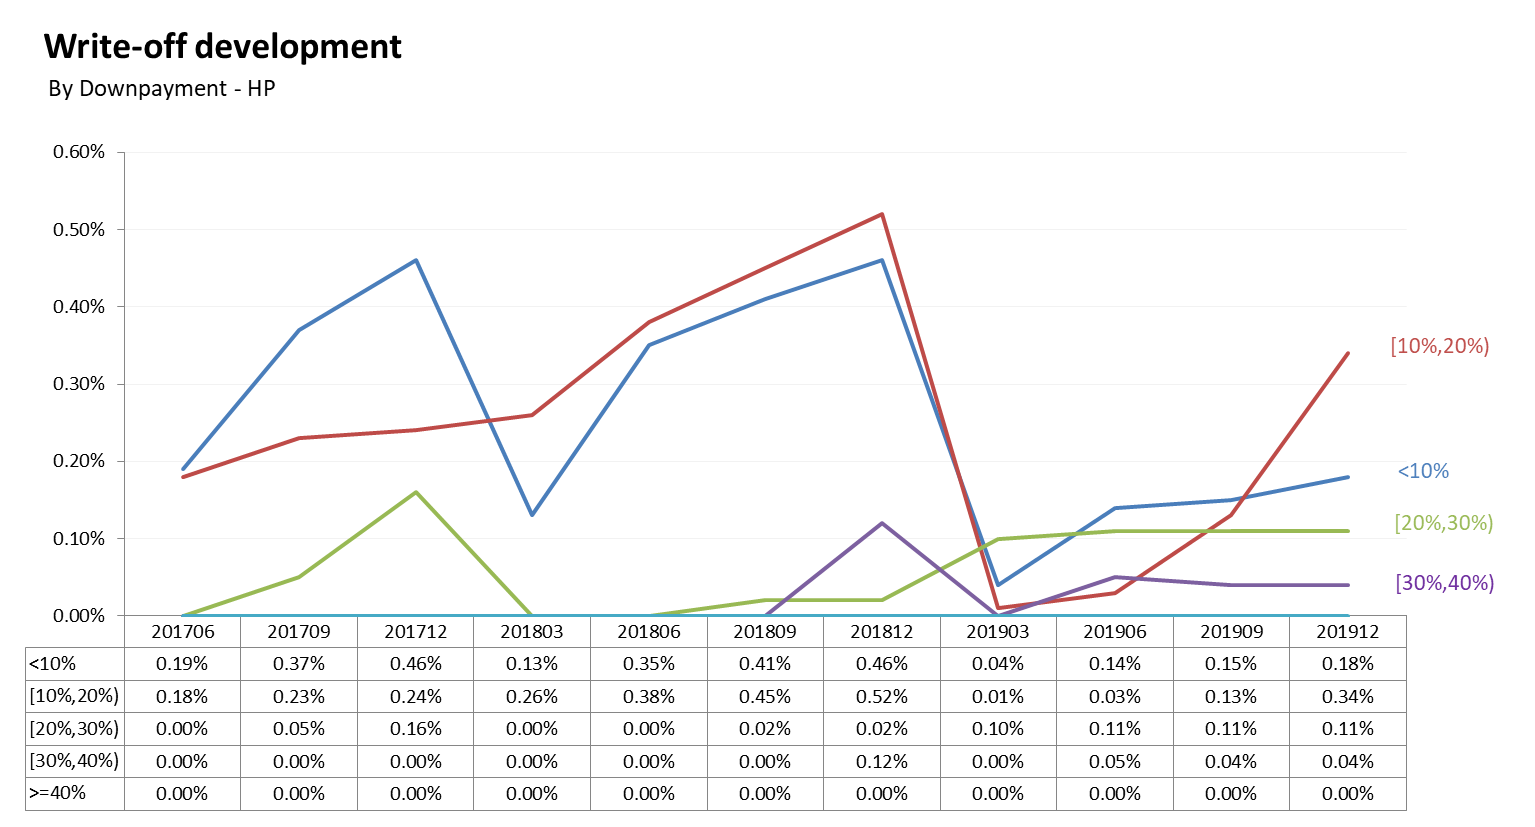 Write-off development
By Downpayment - HP
0.60%
0.50%
0.40%
0.30%
0.20%
0.10%
0.00%
[10%,20%)
<10%
[20%,30%)
[30%,40%)
201706 201709 201712 201803 201806 201809 201812 201903 201906 201909 201912
<10% 0.19% 0.37% 0.46% 0.13% 0.35% 0.41% 0.46% 0.04% 0.14% 0.15% 0.18%
[10%,20%) 0.18% 0.23% 0.24% 0.26% 0.38% 0.45% 0.52% 0.01% 0.03% 0.13% 0.34%
[20%,30%) 0.00% 0.05% 0.16% 0.00% 0.00% 0.02% 0.02% 0.10% 0.11% 0.11% 0.11%
[30%,40%) 0.00% 0.00% 0.00% 0.00% 0.00% 0.00% 0.12% 0.00% 0.05% 0.04% 0.04%
>=40% 0.00% 0.00% 0.00% 0.00% 0.00% 0.00% 0.00% 0.00% 0.00% 0.00% 0.00%